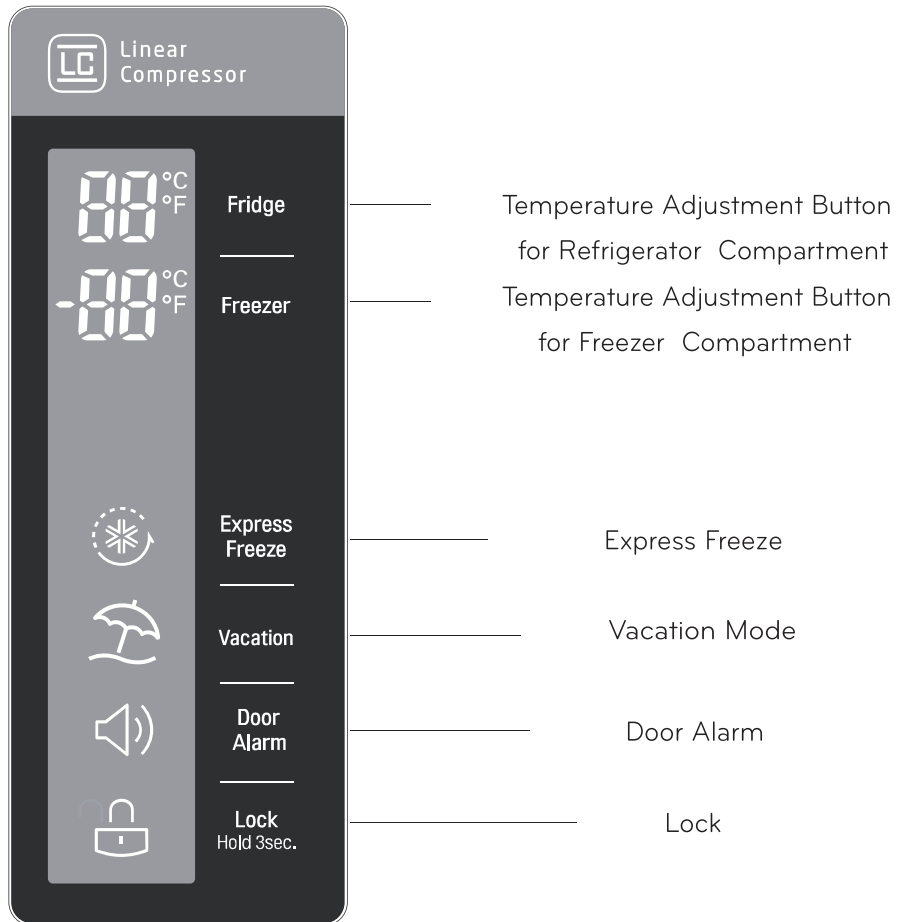 LC
Linear
Compressor
88 °C
°F
Fridge
Temperature Adjustment Button
for Refrigerator Compartment
-88 °C
°F
Freezer
Temperature Adjustment Button
for Freezer Compartment
Express
Freeze
Express Freeze
Vacation
Vacation Mode
Door
Alarm
Door Alarm
Lock
Hold 3sec.
Lock